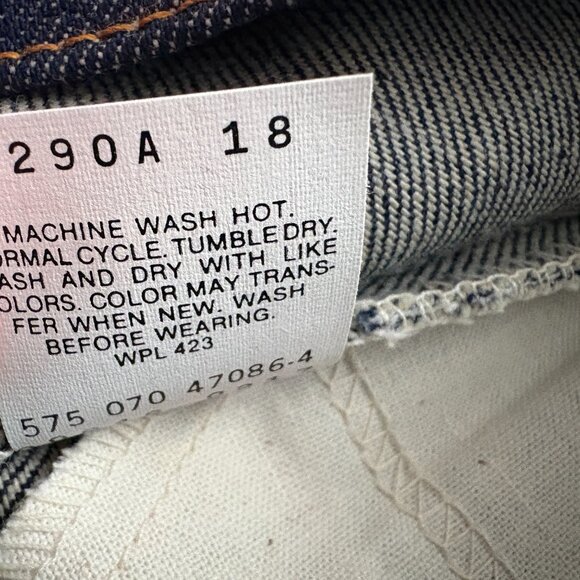 290A 18
MACHINE WASH HOT.
ORMAL CYCLE. TUMBLE DRY.
ASH AND DRY WITH LIKE
OLORS. COLOR MAY TRANS-
FER WHEN NEW. WASH
BEFORE WEARING.
WPL 423
575 070 47086-4